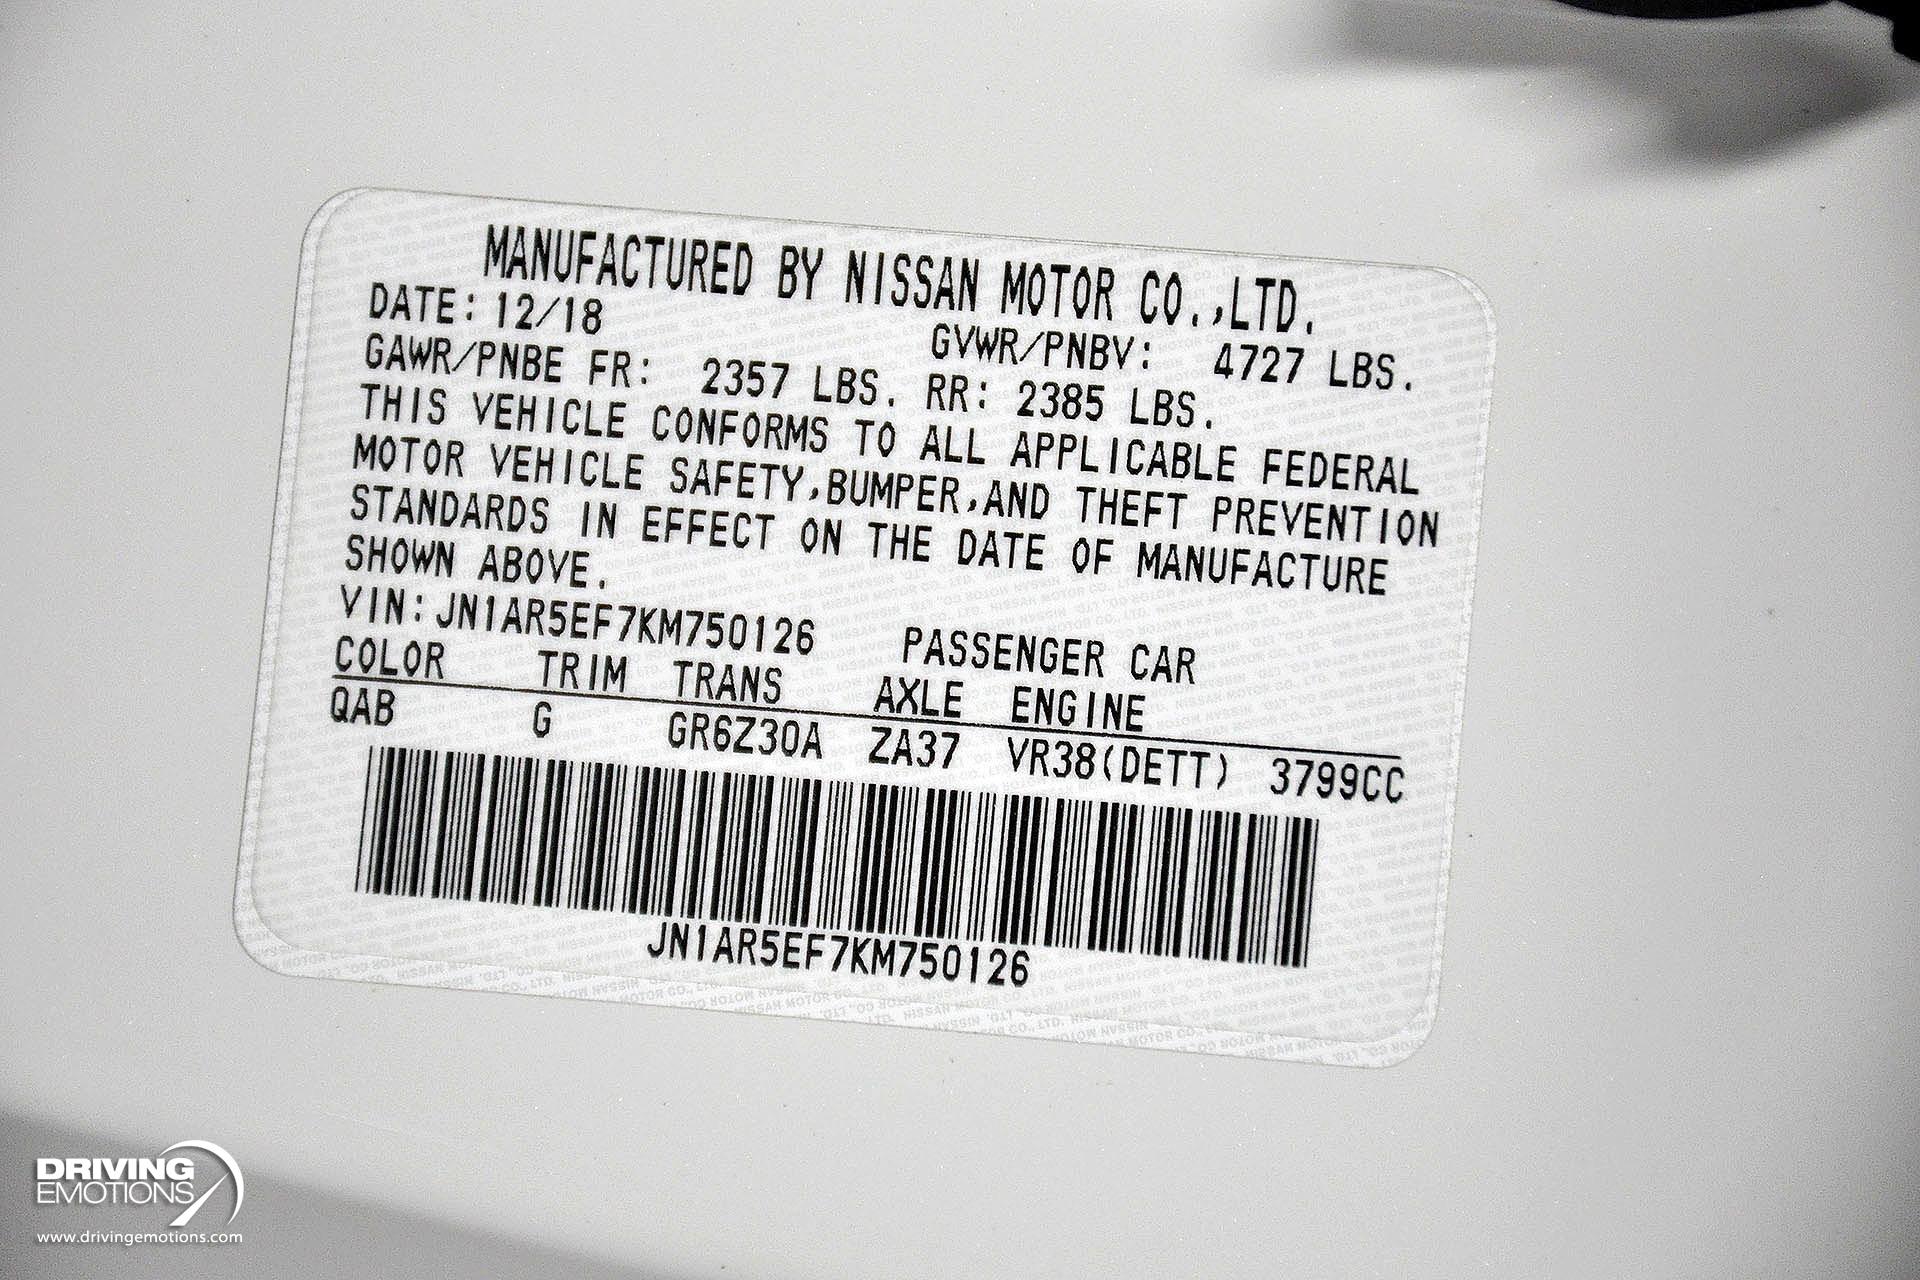 MANUFACTURED BY NISSAN MOTOR CO.,LTD.
DATE: 12/18 GVWR/PNBV: 4727 LBS.
GAWR/PNBE FR: 2357 LBS. RR: 2385 LBS.
THIS VEHICLE CONFORMS TO ALL APPLICABLE FEDERAL
MOTOR VEHICLE SAFETY,BUMPER,AND THEFT PREVENTION
STANDARDS IN EFFECT ON THE DATE OF MANUFACTURE
SHOWN ABOVE.
VIN:JN1AR5EF7KM750126 PASSENGER CAR
COLOR TRIM TRANS AXLE ENGINE
QAB G GR6Z30A ZA37 VR38(DETT) 3799CC
JN1AR5EF7KM750126
DRIVING
EMOTIONS
www.drivingemotions.com